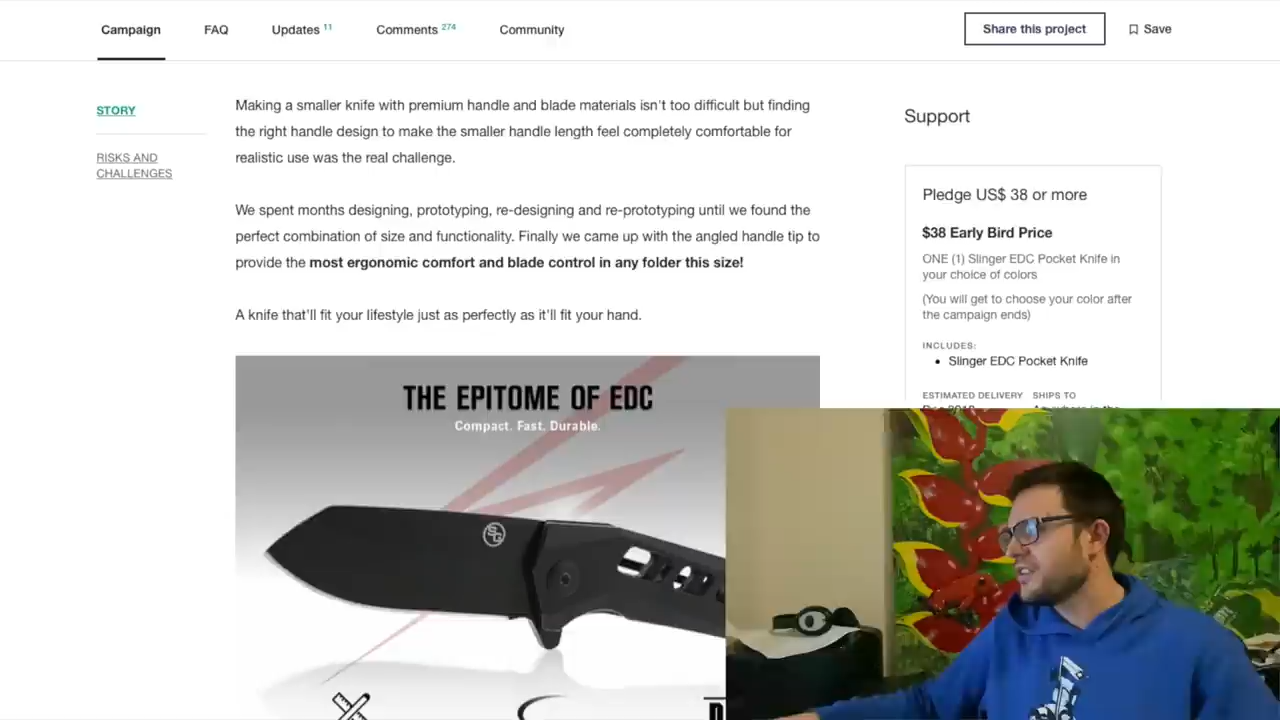 Campaign FAQ Updates 11 Comments 274 Community Share this project Save
STORY
RISKS AND
CHALLENGES
Making a smaller knife with premium handle and blade materials isn't too difficult but finding
the right handle design to make the smaller handle length feel completely comfortable for
realistic use was the real challenge.
We spent months designing, prototyping, re-designing and re-prototyping until we found the
perfect combination of size and functionality. Finally we came up with the angled handle tip to
provide the most ergonomic comfort and blade control in any folder this size!
A knife that'll fit your lifestyle just as perfectly as it'll fit your hand.
THE EPITOME OF EDC
Compact. Fast. Durable.
SG
Support
Pledge US$ 38 or more
$38 Early Bird Price
ONE (1) Slinger EDC Pocket Knife in
your choice of colors
(You will get to choose your color after
the campaign ends)
INCLUDES:
• Slinger EDC Pocket Knife
ESTIMATED DELIVERY SHIPS TO